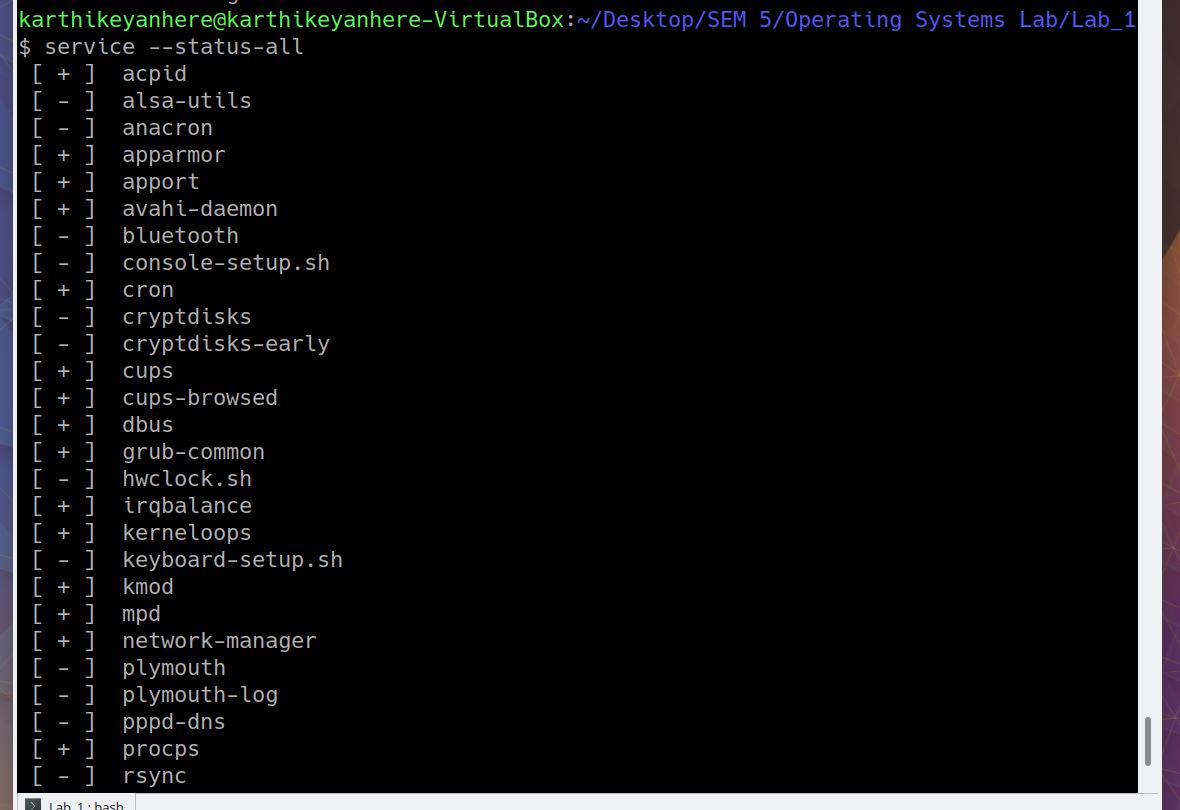 karthikeyanhere@karthikeyanhere-VirtualBox:~/Desktop/SEM 5/Operating Systems Lab/Lab_1
$ service --status-all
[ + ]  acpid
[ - ]  alsa-utils
[ - ]  anacron
[ + ]  apparmor
[ + ]  apport
[ + ]  avahi-daemon
[ - ]  bluetooth
[ - ]  console-setup.sh
[ + ]  cron
[ - ]  cryptdisks
[ - ]  cryptdisks-early
[ + ]  cups
[ + ]  cups-browsed
[ + ]  dbus
[ + ]  grub-common
[ - ]  hwclock.sh
[ + ]  irqbalance
[ + ]  kerneloops
[ - ]  keyboard-setup.sh
[ + ]  kmod
[ + ]  mpd
[ + ]  network-manager
[ - ]  plymouth
[ - ]  plymouth-log
[ - ]  pppd-dns
[ + ]  procps
[ - ]  rsync
Lab_1 : bash